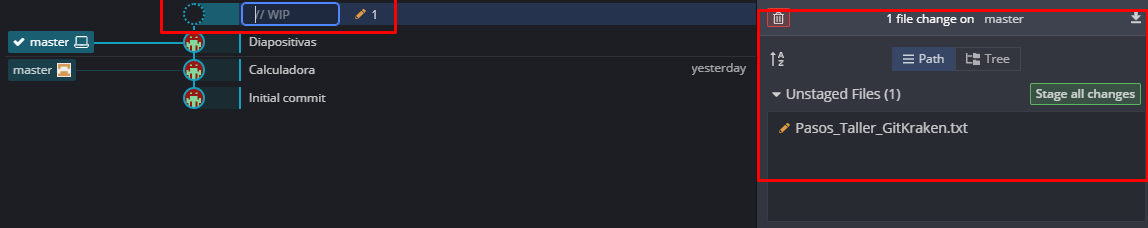 // WIP 1
master Diapositivas
master Calculadora yesterday
Initial commit
1 file change on master
A Z
Path Tree
Unstaged Files (1) Stage all changes
Pasos_Taller_GitKraken.txt